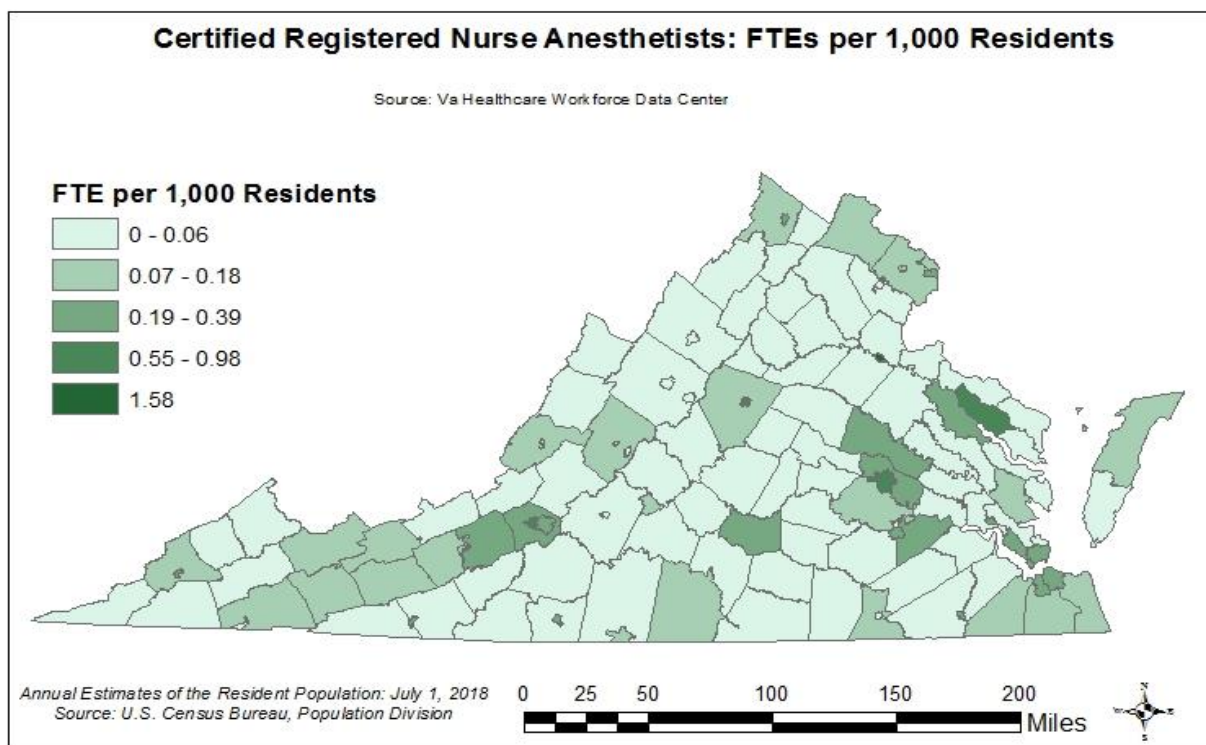 Certified Registered Nurse Anesthetists: FTEs per 1,000 Residents
Source: Va Healthcare Workforce Data Center
FTE per 1,000 Residents
0 - 0.06
0.07 - 0.18
0.19 - 0.39
0.55 - 0.98
1.58
Annual Estimates of the Resident Population: July 1, 2018
Source: U.S. Census Bureau, Population Division
0 25 50 100 150 200
Miles
N
W E
S